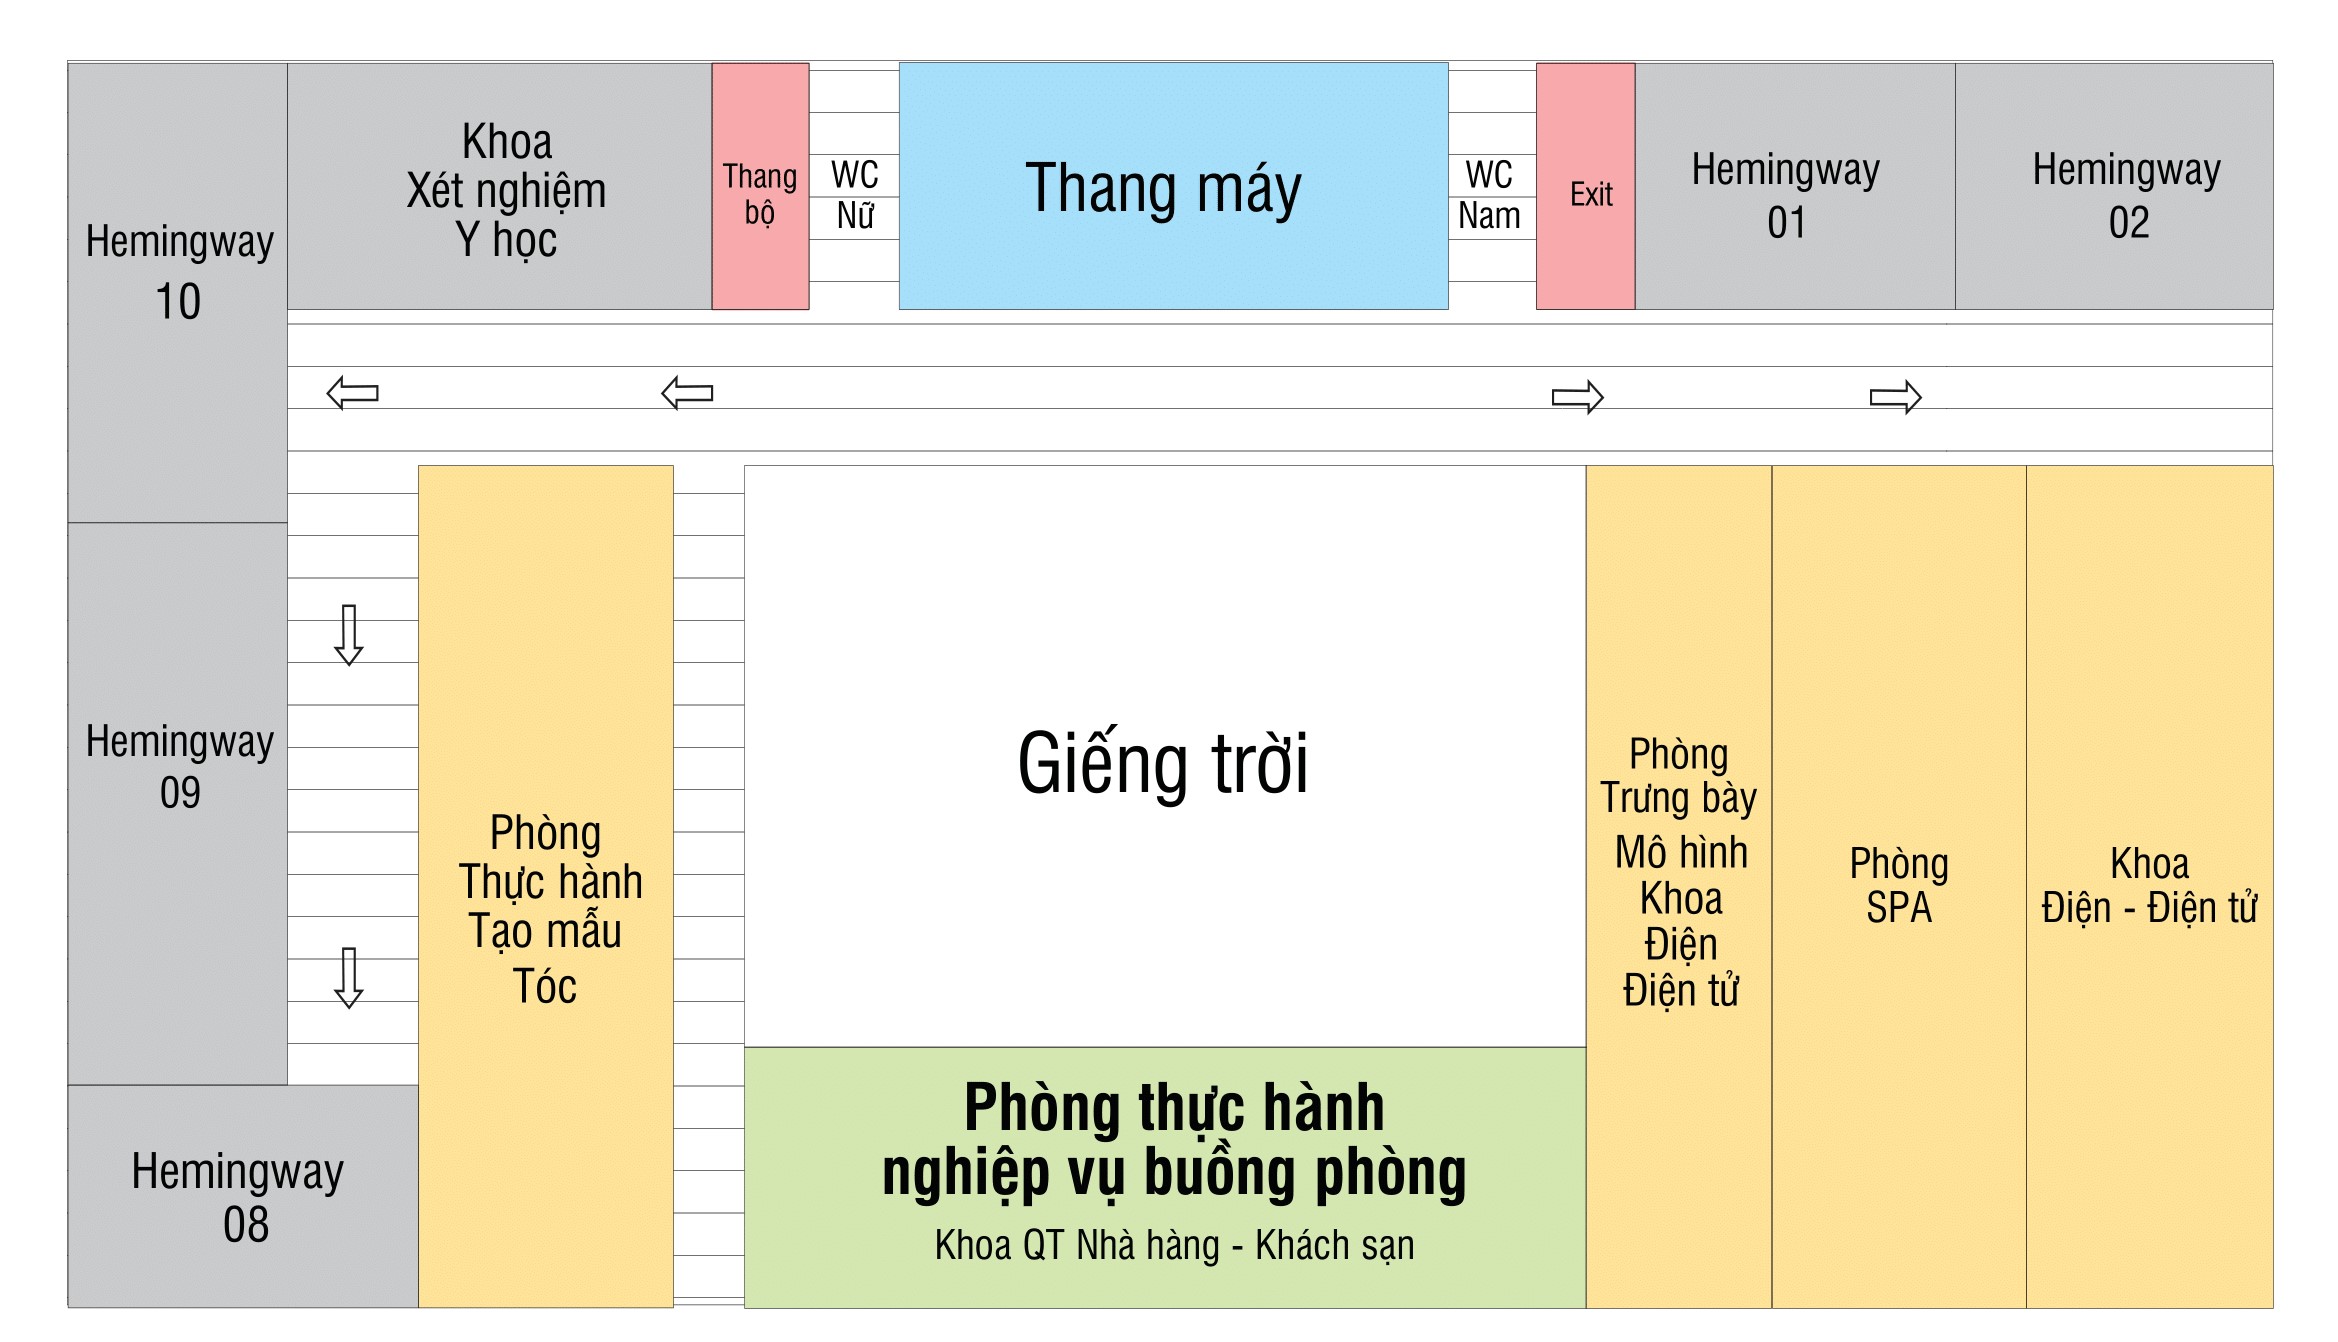 Hemingway
10
Khoa
Xét nghiệm
Y học
Thang
bộ
WC
Nữ
Thang máy
WC
Nam
Exit
Hemingway
01
Hemingway
02
Hemingway
09
Hemingway
08
Phòng
Thực hành
Tạo mẫu
Tóc
Giếng trời
Phòng thực hành
nghiệp vụ buồng phòng
Khoa QT Nhà hàng - Khách sạn
Phòng
Trưng bày
Mô hình
Khoa
Điện
Điện tử
Phòng
SPA
Khoa
Điện - Điện tử